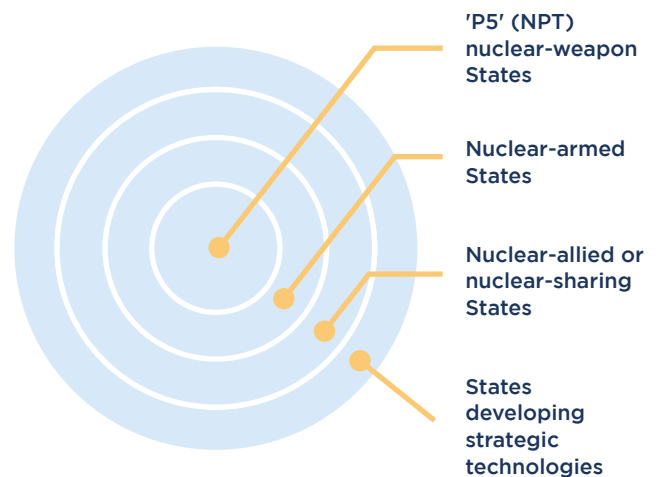 'P5' (NPT)
nuclear-weapon
States
Nuclear-armed
States
Nuclear-allied or
nuclear-sharing
States
States
developing
strategic
technologies